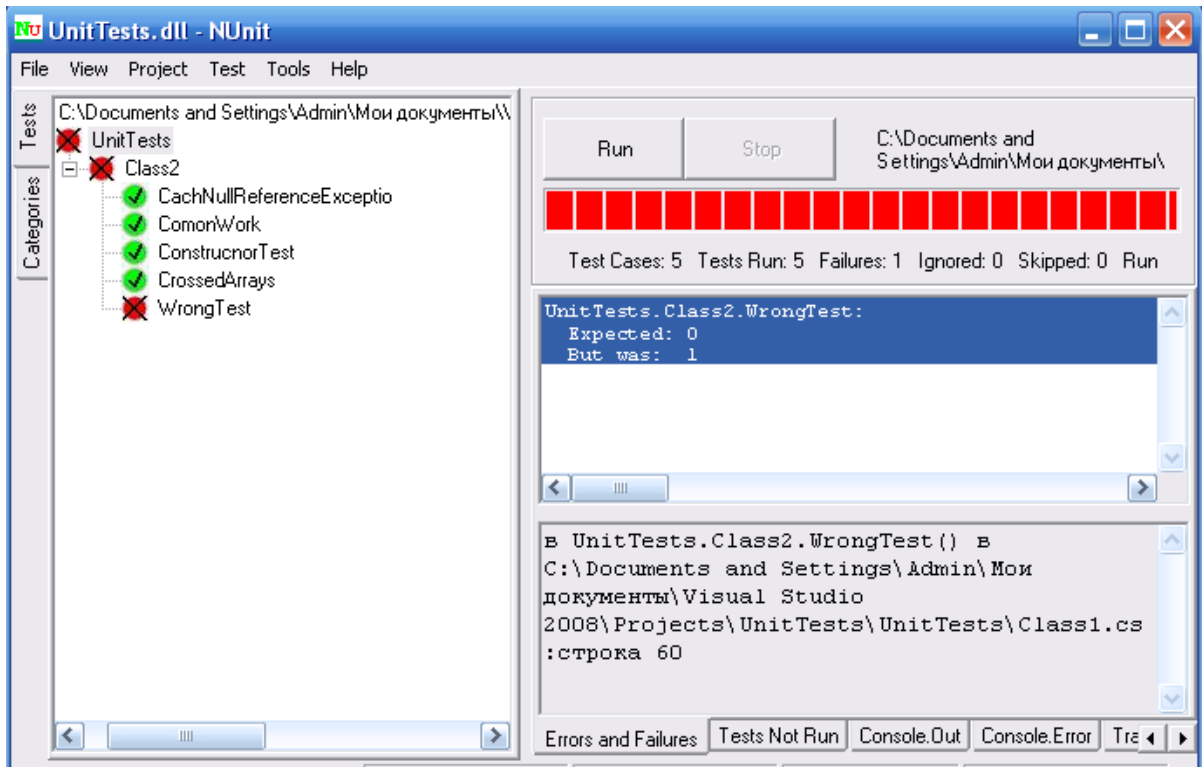 NU UnitTests.dll - NUnit
File View Project Test Tools Help
Tests
Categories
C:\Documents and Settings\Admin\Мои документы\\
UnitTests
Class2
CachNullReferenceExceptio
ComonWork
ConstrucnorTest
CrossedArrays
WrongTest
Run Stop
C:\Documents and
Settings\Admin\Мои документы\
Test Cases: 5 Tests Run: 5 Failures: 1 Ignored: 0 Skipped: 0 Run
UnitTests.Class2.WrongTest:
Expected: 0
But was: 1
в UnitTests.Class2.WrongTest() в
C:\Documents and Settings\Admin\Мои
документы\Visual Studio
2008\Projects\UnitTests\UnitTests\Class1.cs
:строка 60
Errors and Failures Tests Not Run Console.Out Console.Error Tra